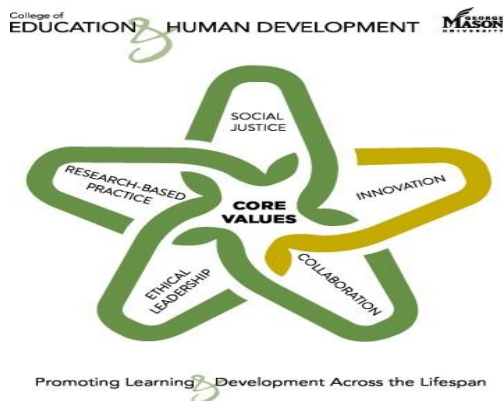 College of
EDUCATION & HUMAN DEVELOPMENT
GEORGE
MASON
UNIVERSITY
SOCIAL
JUSTICE
RESEARCH-BASED
PRACTICE
CORE
VALUES
INNOVATION
ETHICAL
LEADERSHIP
COLLABORATION
Promoting Learning & Development Across the Lifespan